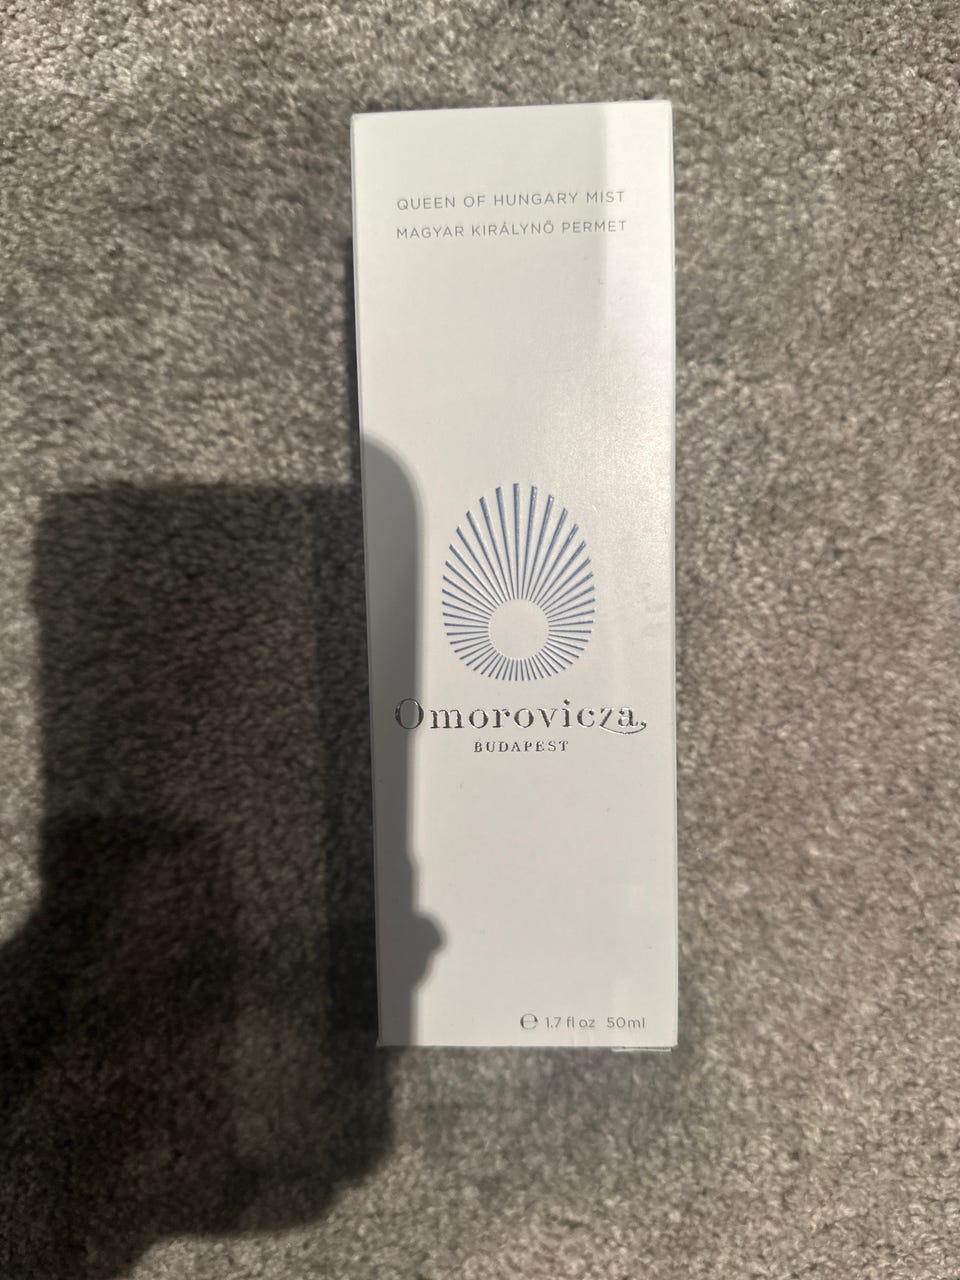 QUEEN OF HUNGARY MIST
MAGYAR KIRÁLYNŐ PERMET
Omorovicza
BUDAPEST
℮ 1.7 fl oz 50ml